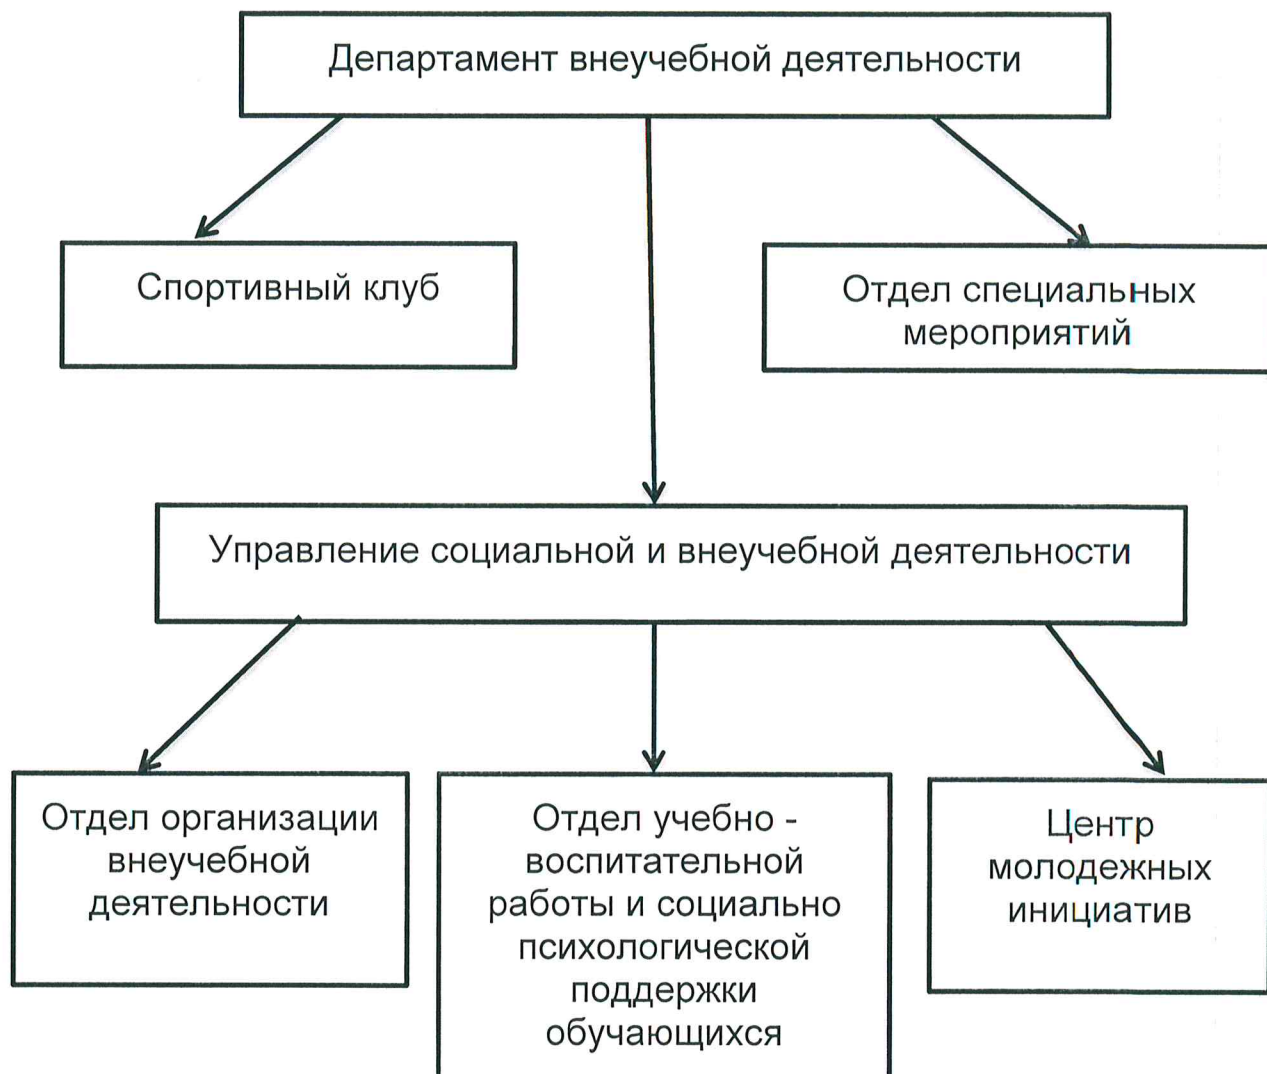 Департамент внеучебной деятельности
Спортивный клуб
Отдел специальных
мероприятий
Управление социальной и внеучебной деятельности
Отдел организации
внеучебной
деятельности
Отдел учебно -
воспитательной
работы и социально
психологической
поддержки
обучающихся
Центр
молодежных
инициатив